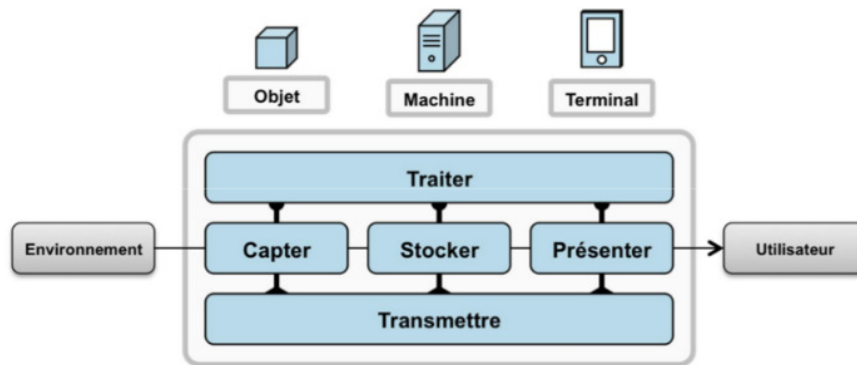 Objet
Machine
Terminal
Traiter
Environnement
Capter
Stocker
Présenter
Utilisateur
Transmettre